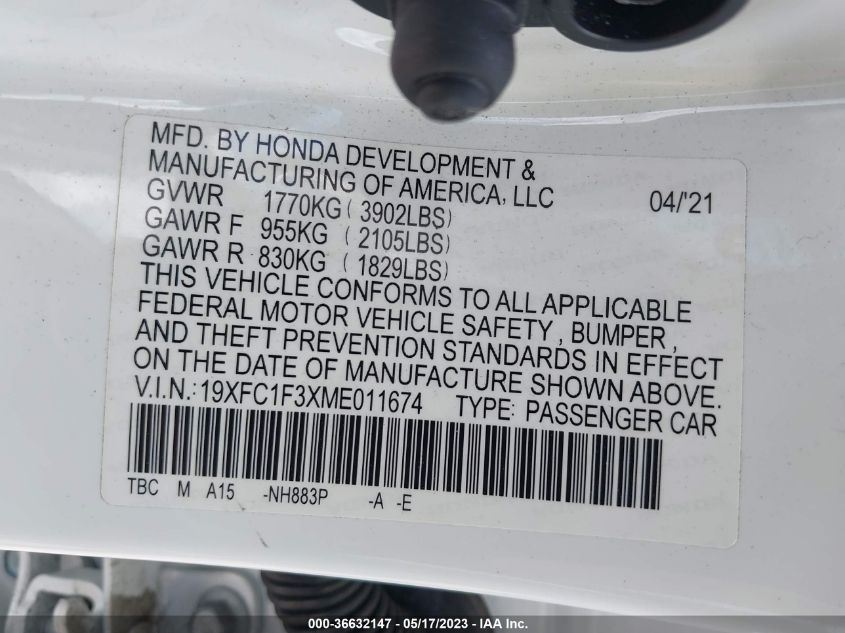 MFD. BY HONDA DEVELOPMENT &
MANUFACTURING OF AMERICA, LLC 04/'21
GVWR 1770KG ( 3902LBS)
GAWR F 955KG ( 2105LBS)
GAWR R 830KG ( 1829LBS)
THIS VEHICLE CONFORMS TO ALL APPLICABLE
FEDERAL MOTOR VEHICLE SAFETY , BUMPER ,
AND THEFT PREVENTION STANDARDS IN EFFECT
ON THE DATE OF MANUFACTURE SHOWN ABOVE.
V.I.N.:19XFC1F3XME011674 TYPE: PASSENGER CAR
TBC M A15 -NH883P -A -E
000-36632147 - 05/17/2023 - IAA Inc.